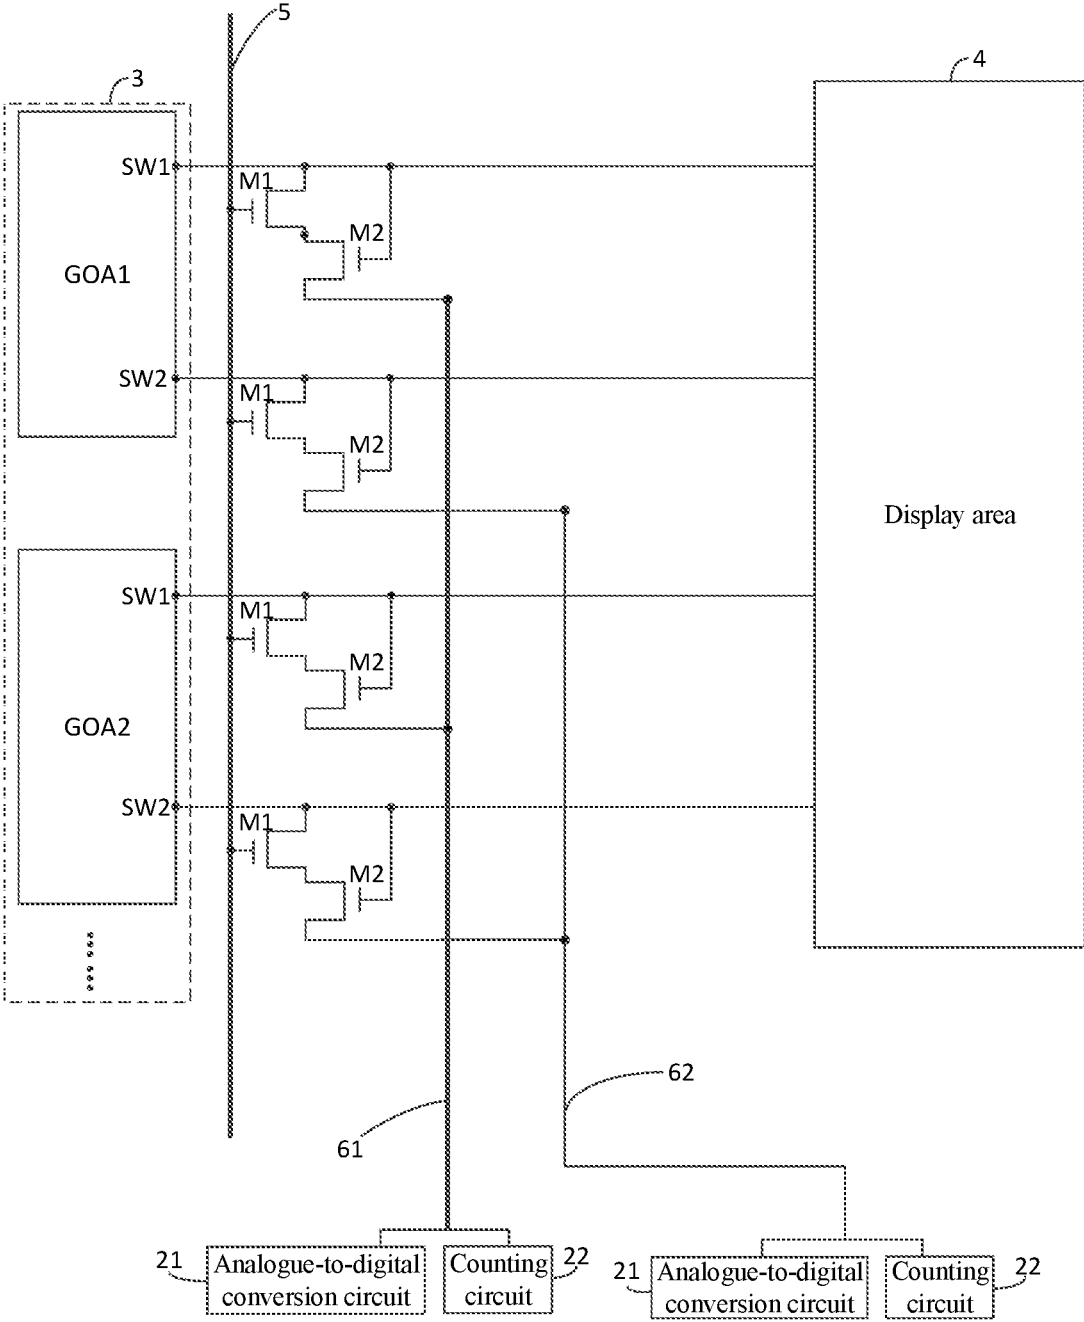 5
3
4
SW1
M1
M2
GOA1
SW2
M1
M2
Display area
SW1
M1
M2
GOA2
SW2
M1
M2
62
61
21
Analogue-to-digital
conversion circuit
Counting
circuit
22
21
Analogue-to-digital
conversion circuit
Counting
circuit
22